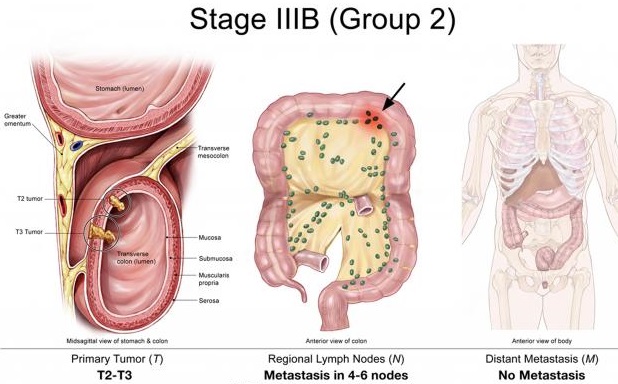 Stage IIIB (Group 2)
Stomach (lumen)
Greater
omentum
Transverse
mesocolon
T2 tumor
T3 Tumor
Transverse
colon (lumen)
Mucosa
Submucosa
Muscularis
propria
Serosa
Midsagittal view of stomach & colon
Anterior view of colon
Anterior view of body
Primary Tumor (T)
T2-T3
Regional Lymph Nodes (N)
Metastasis in 4-6 nodes
Distant Metastasis (M)
No Metastasis